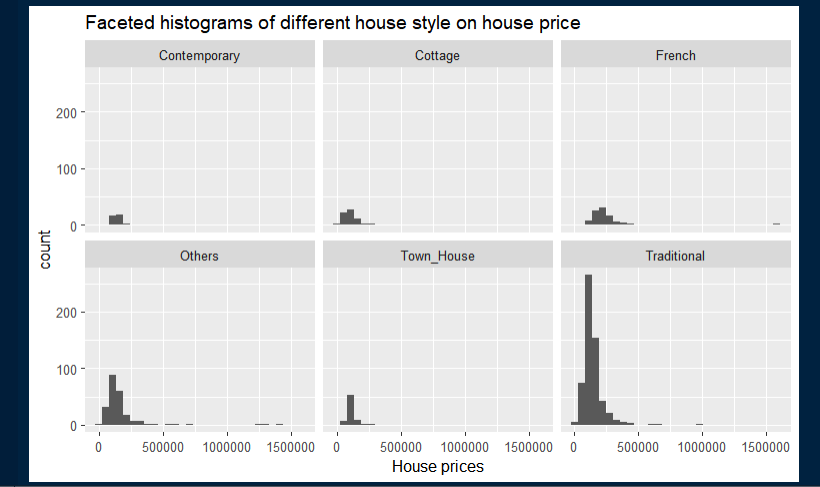 Faceted histograms of different house style on house price
Contemporary
Cottage
French
200
100
0
count
Others
Town_House
Traditional
200
100
0
0 500000 1000000 1500000
0 500000 1000000 1500000
0 500000 1000000 1500000
House prices